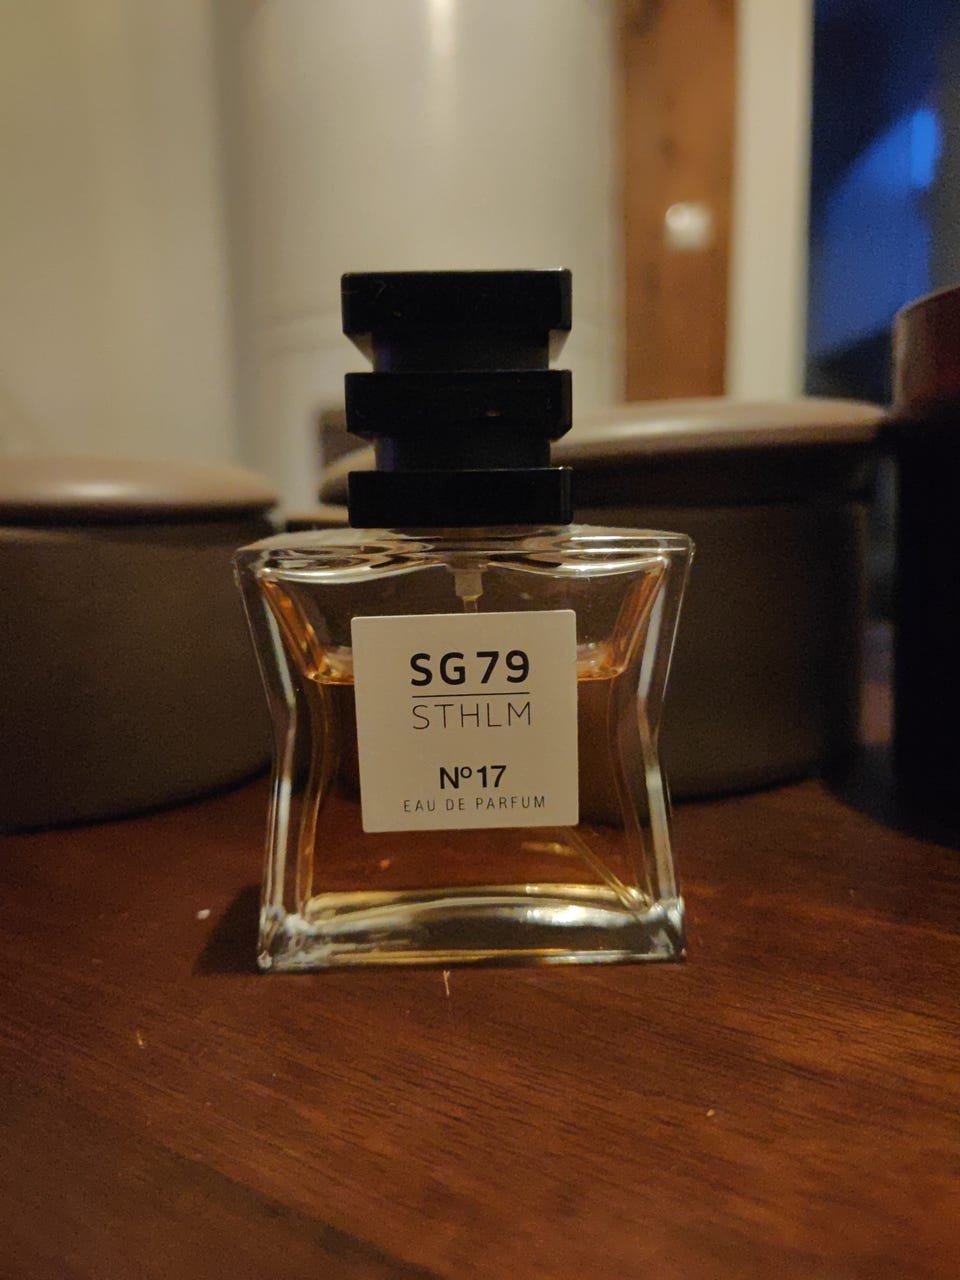 SG79
STHLM
Nº17
EAU DE PARFUM